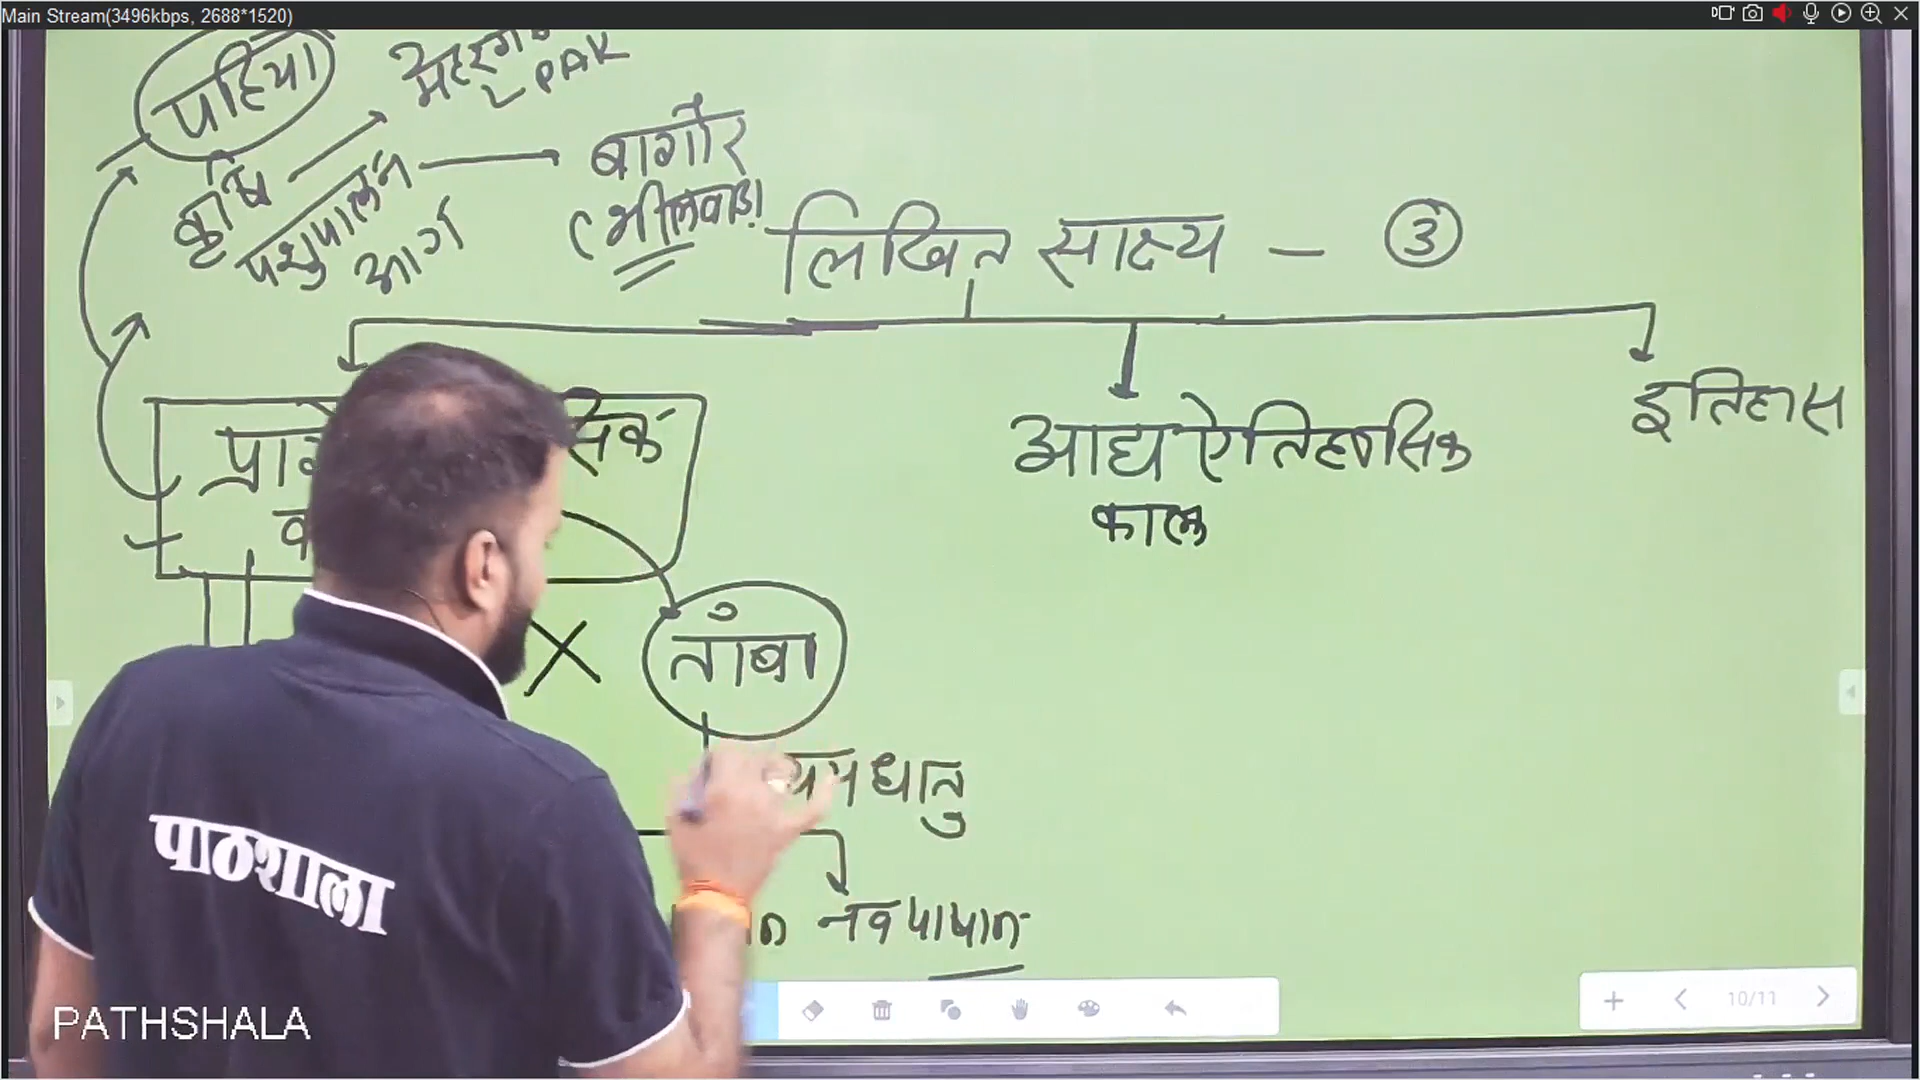 Main Stream(3496kbps, 2688*1520)
पहिया
PAK
कृषि
पशुपालन
आग
बागौर
(भीलवाड़ा
लिखित साक्ष्य - ③
आद्य ऐतिहासिक
काल
इतिहास
तांबा
धातु
नवपाषाण
पाठशाला
PATHSHALA
10/11